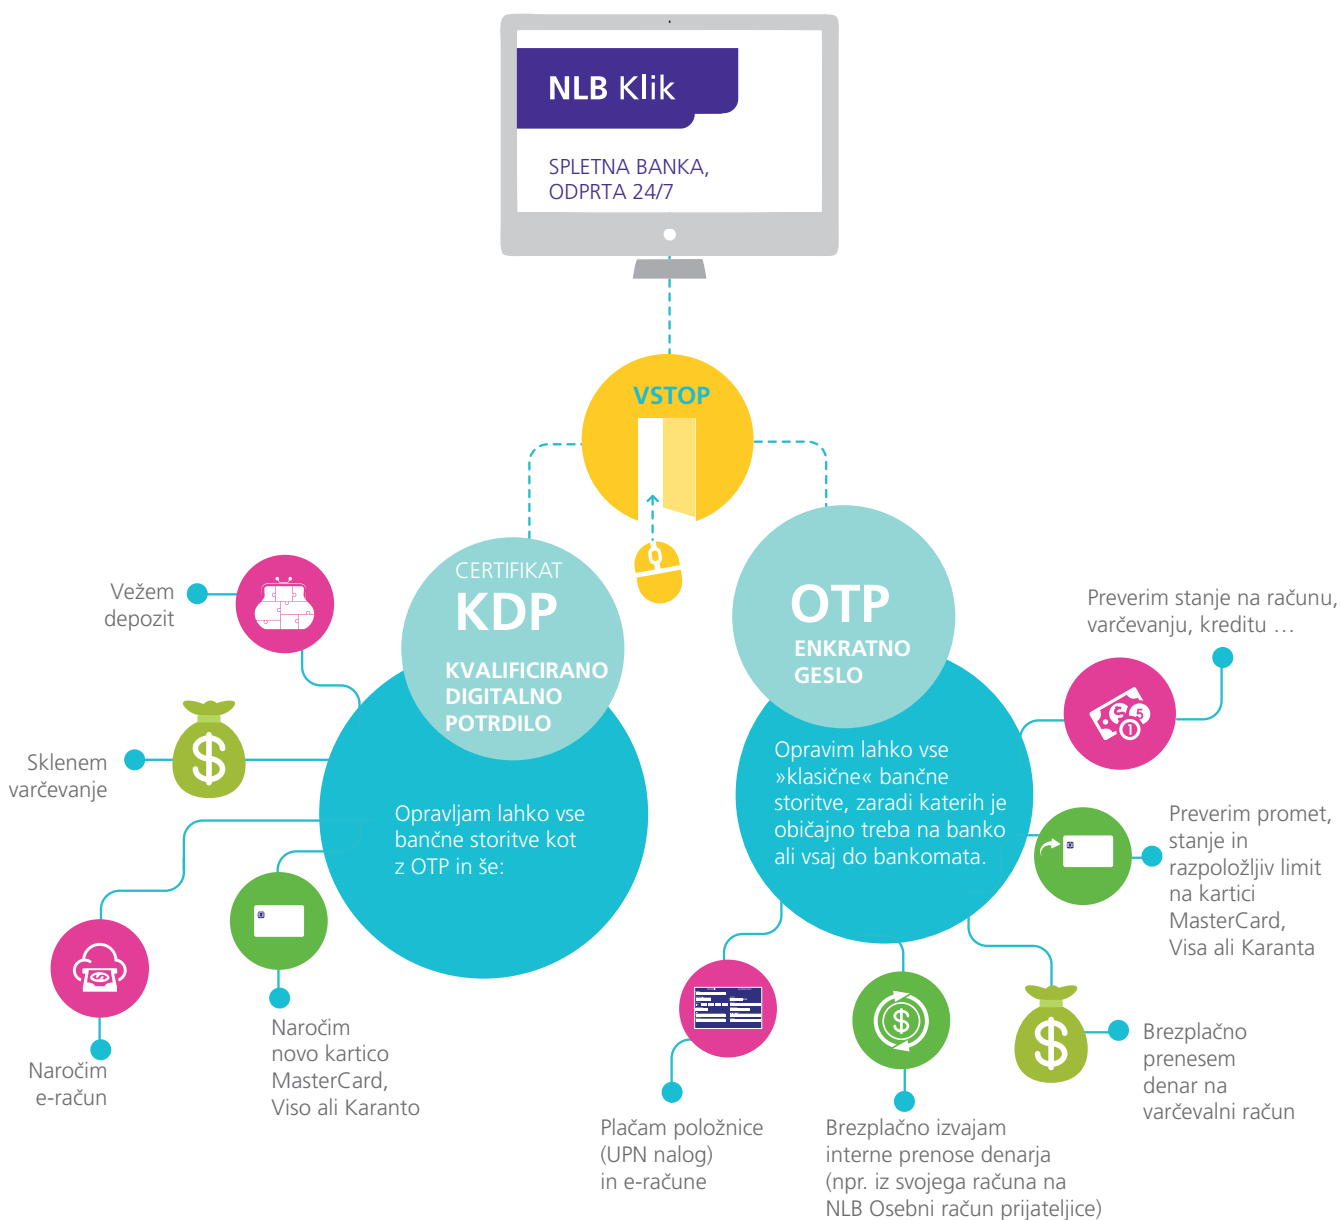 NLB Klik
SPLETNA BANKA,
ODPRTA 24/7
VSTOP
CERTIFIKAT
KDP
KVALIFICIRANO
DIGITALNO
POTRDILO
Opravljam lahko vse
bančne storitve kot
z OTP in še:
Vežem
depozit
Sklenem
varčevanje
Naročim
e-račun
Naročim
novo kartico
MasterCard,
Viso ali Karanto
OTP
ENKRATNO
GESLO
Opravim lahko vse
»klasične« bančne
storitve, zaradi katerih je
običajno treba na banko
ali vsaj do bankomata.
Preverim stanje na računu,
varčevanju, kreditu …
Preverim promet,
stanje in
razpoložljiv limit
na kartici
MasterCard,
Visa ali Karanta
Brezplačno
prenesem
denar na
varčevalni račun
Brezplačno izvajam
interne prenose denarja
(npr. iz svojega računa na
NLB Osebni račun prijateljice)
Plačam položnice
(UPN nalog)
in e-račune